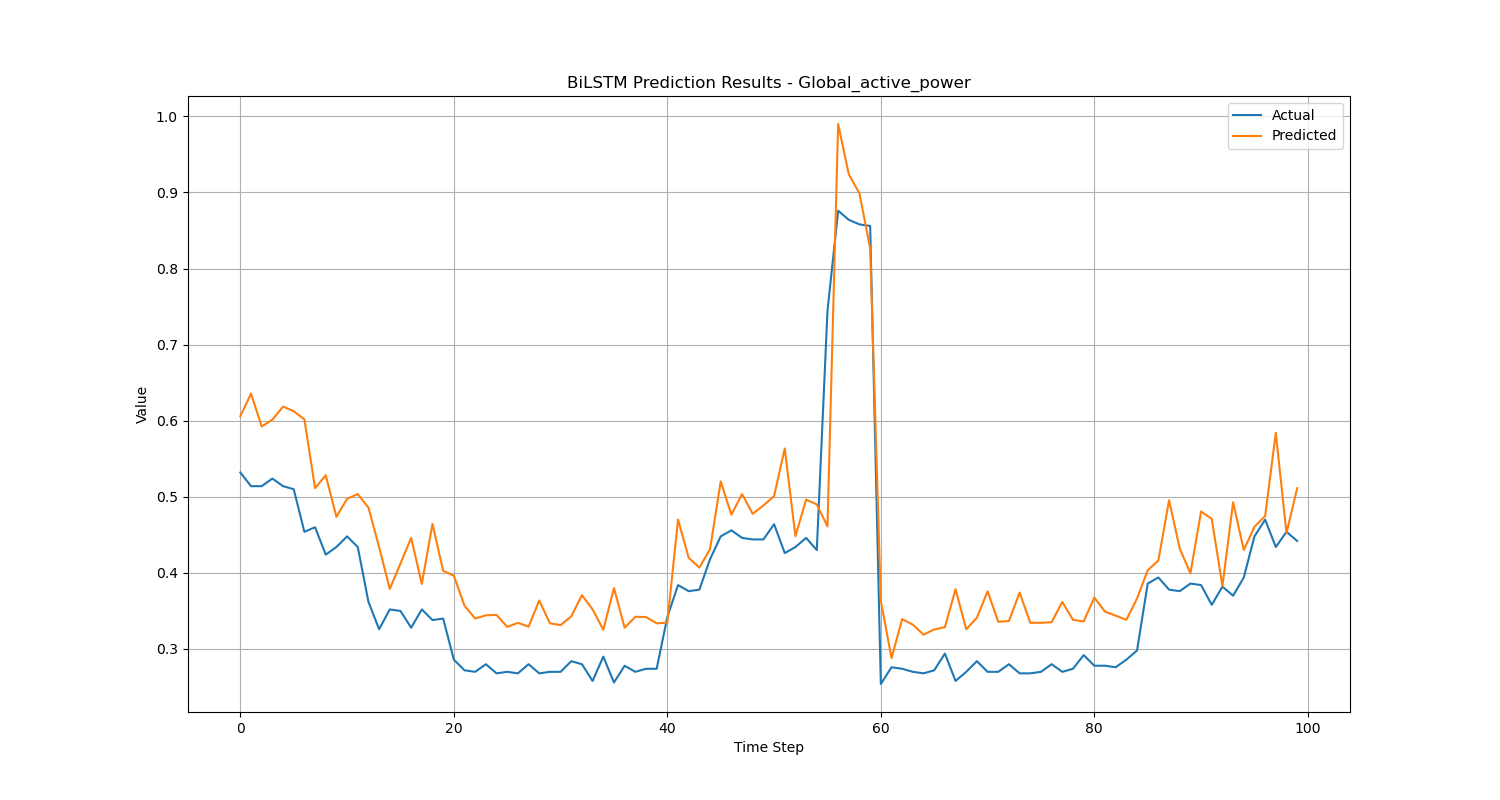 BiLSTM Prediction Results - Global_active_power
Actual
Predicted
1.0
0.9
0.8
0.7
0.6
0.5
0.4
0.3
Value
0 20 40 60 80 100
Time Step